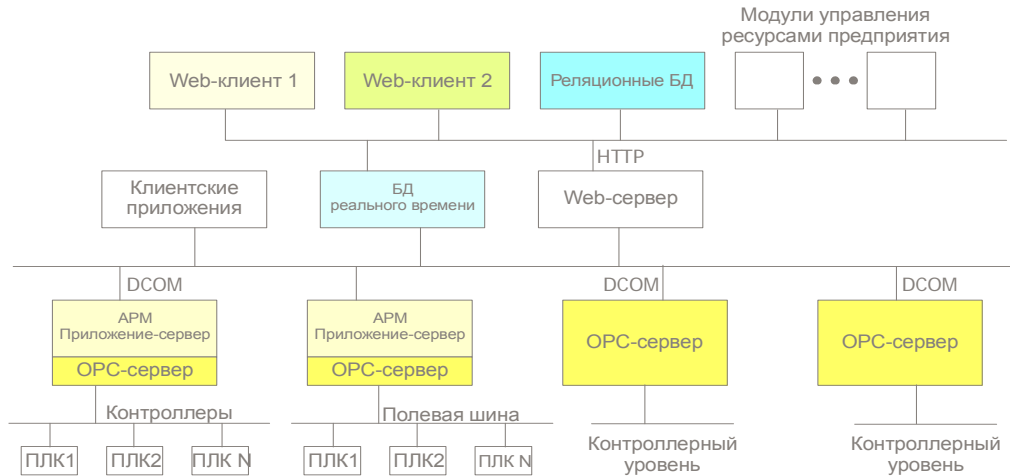 Модули управления
ресурсами предприятия
Web-клиент 1
Web-клиент 2
Реляционные БД
HTTP
Клиентские
приложения
БД
реального времени
Web-сервер
DCOM
DCOM
DCOM
АРМ
Приложение-сервер
АРМ
Приложение-сервер
OPC-сервер
OPC-сервер
OPC-сервер
OPC-сервер
Контроллеры
Полевая шина
Контроллерный
уровень
Контроллерный
уровень
ПЛК1
ПЛК2
ПЛК N
ПЛК1
ПЛК2
ПЛК N